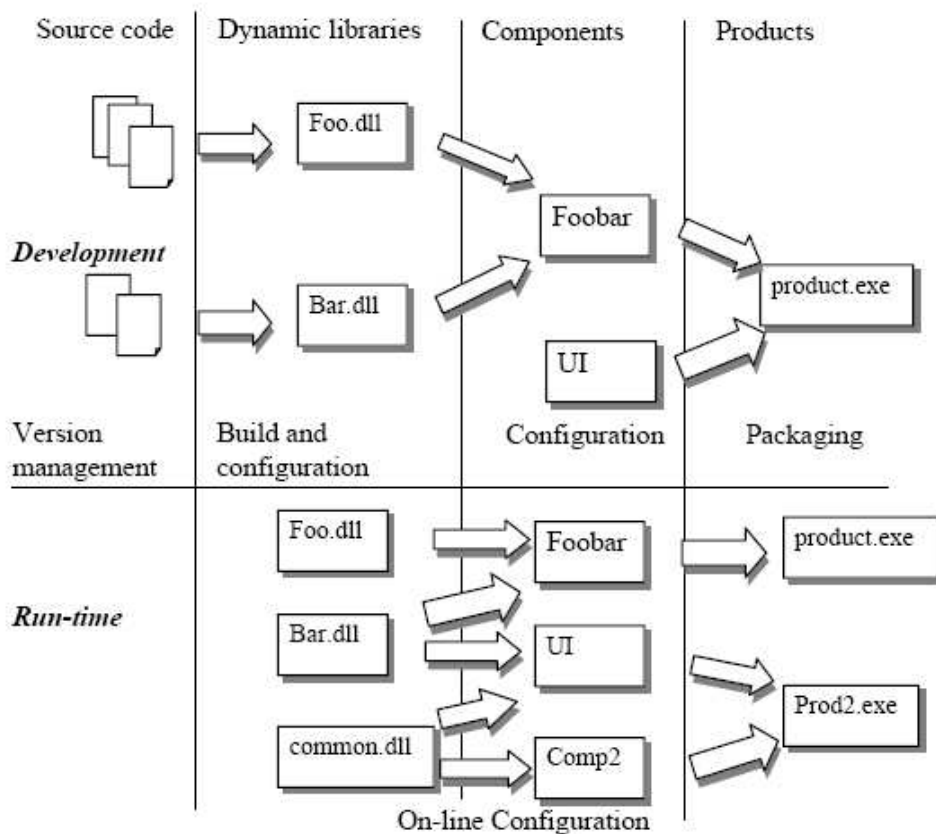 Source code
Dynamic libraries
Components
Products
Foo.dll
Foobar
Development
Bar.dll
product.exe
UI
Version
management
Build and
configuration
Configuration
Packaging
Foo.dll
Foobar
product.exe
Run-time
Bar.dll
UI
Prod2.exe
common.dll
Comp2
On-line Configuration